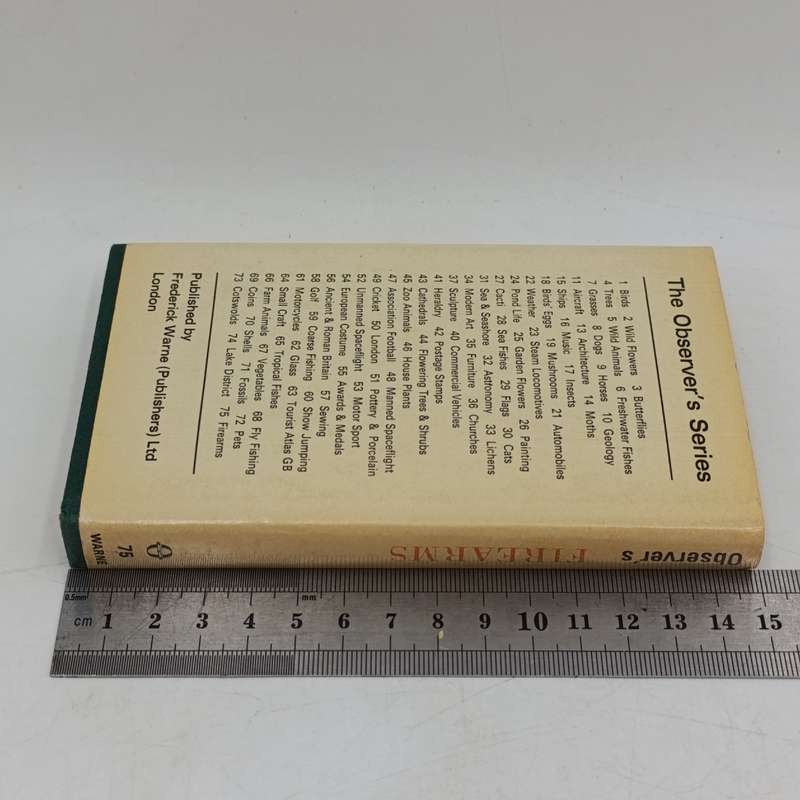 The Observer's Series
1 Birds 2 Wild Flowers 3 Butterflies
4 Trees 5 Wild Animals 6 Freshwater Fishes
7 Grasses 8 Dogs 9 Horses 10 Geology
11 Aircraft 13 Architecture 14 Moths
15 Ships 16 Music 17 Insects
18 Birds' Eggs 19 Mushrooms 21 Automobiles
22 Weather 23 Steam Locomotives
24 Pond Life 25 Garden Flowers 26 Painting
27 Cacti 28 Sea Fishes 29 Flags 30 Cats
31 Sea & Seashore 32 Astronomy 33 Lichens
34 Modern Art 35 Furniture 36 Churches
37 Sculpture 40 Commercial Vehicles
41 Heraldry 42 Postage Stamps
43 Cathedrals 44 Flowering Trees & Shrubs
45 Zoo Animals 46 House Plants
47 Association Football 48 Manned Spaceflight
49 Cricket 50 London 51 Pottery & Porcelain
52 Unmanned Spaceflight 53 Motor Sport
54 European Costume 55 Awards & Medals
56 Ancient & Roman Britain 57 Sewing
58 Golf 59 Coarse Fishing 60 Show Jumping
61 Motorcycles 62 Glass 63 Tourist Atlas GB
64 Small Craft 65 Tropical Fishes
66 Farm Animals 67 Vegetables 68 Fly Fishing
69 Coins 70 Shells 71 Fossils 72 Pets
73 Cotswolds 74 Lake District 75 Firearms
Published by
Frederick Warne (Publishers) Ltd
London
Observer's
FIREARMS
75
WARNE
0.5mm
mm
cm 1 2 3 4 5 6 7 8 9 10 11 12 13 14 15